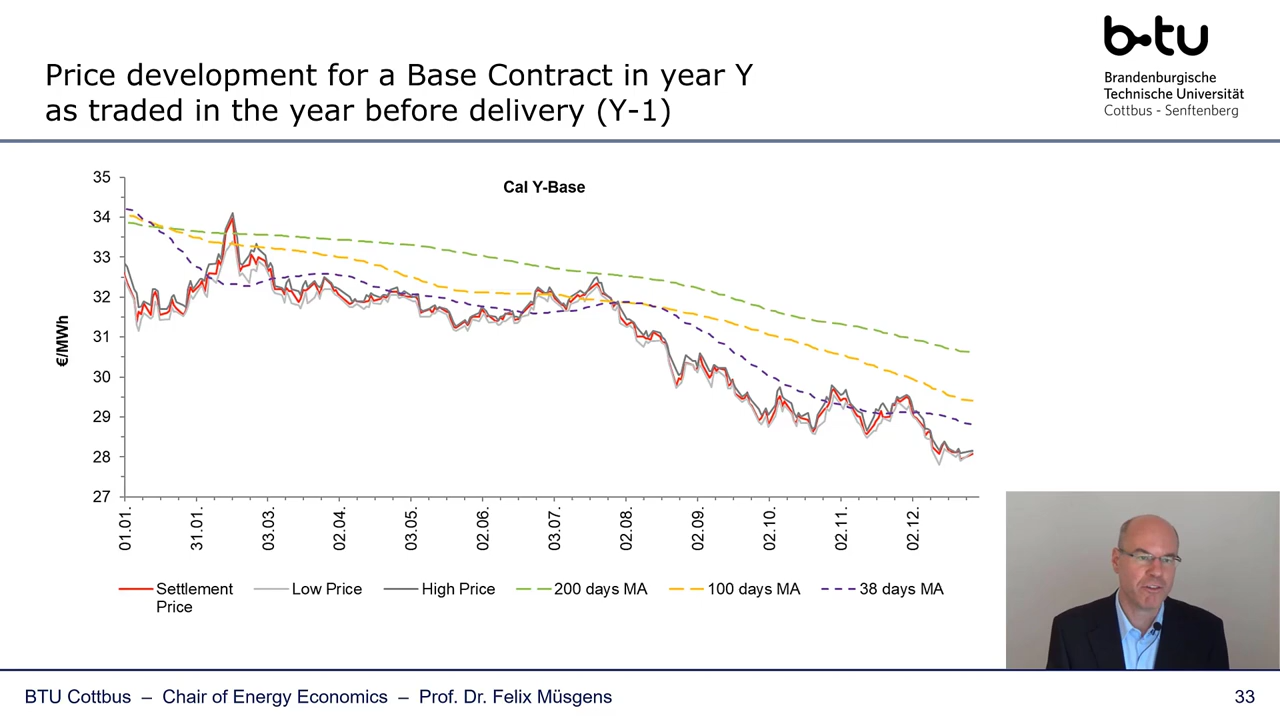 Price development for a Base Contract in year Y
as traded in the year before delivery (Y-1)
b-tu
Brandenburgische
Technische Universität
Cottbus - Senftenberg
Cal Y-Base
€/MWh
35
34
33
32
31
30
29
28
27
01.01.
31.01.
03.03.
02.04.
03.05.
02.06.
03.07.
02.08.
02.09.
02.10.
02.11.
02.12.
Settlement
Price
Low Price
High Price
200 days MA
100 days MA
38 days MA
BTU Cottbus – Chair of Energy Economics – Prof. Dr. Felix Müsgens
33